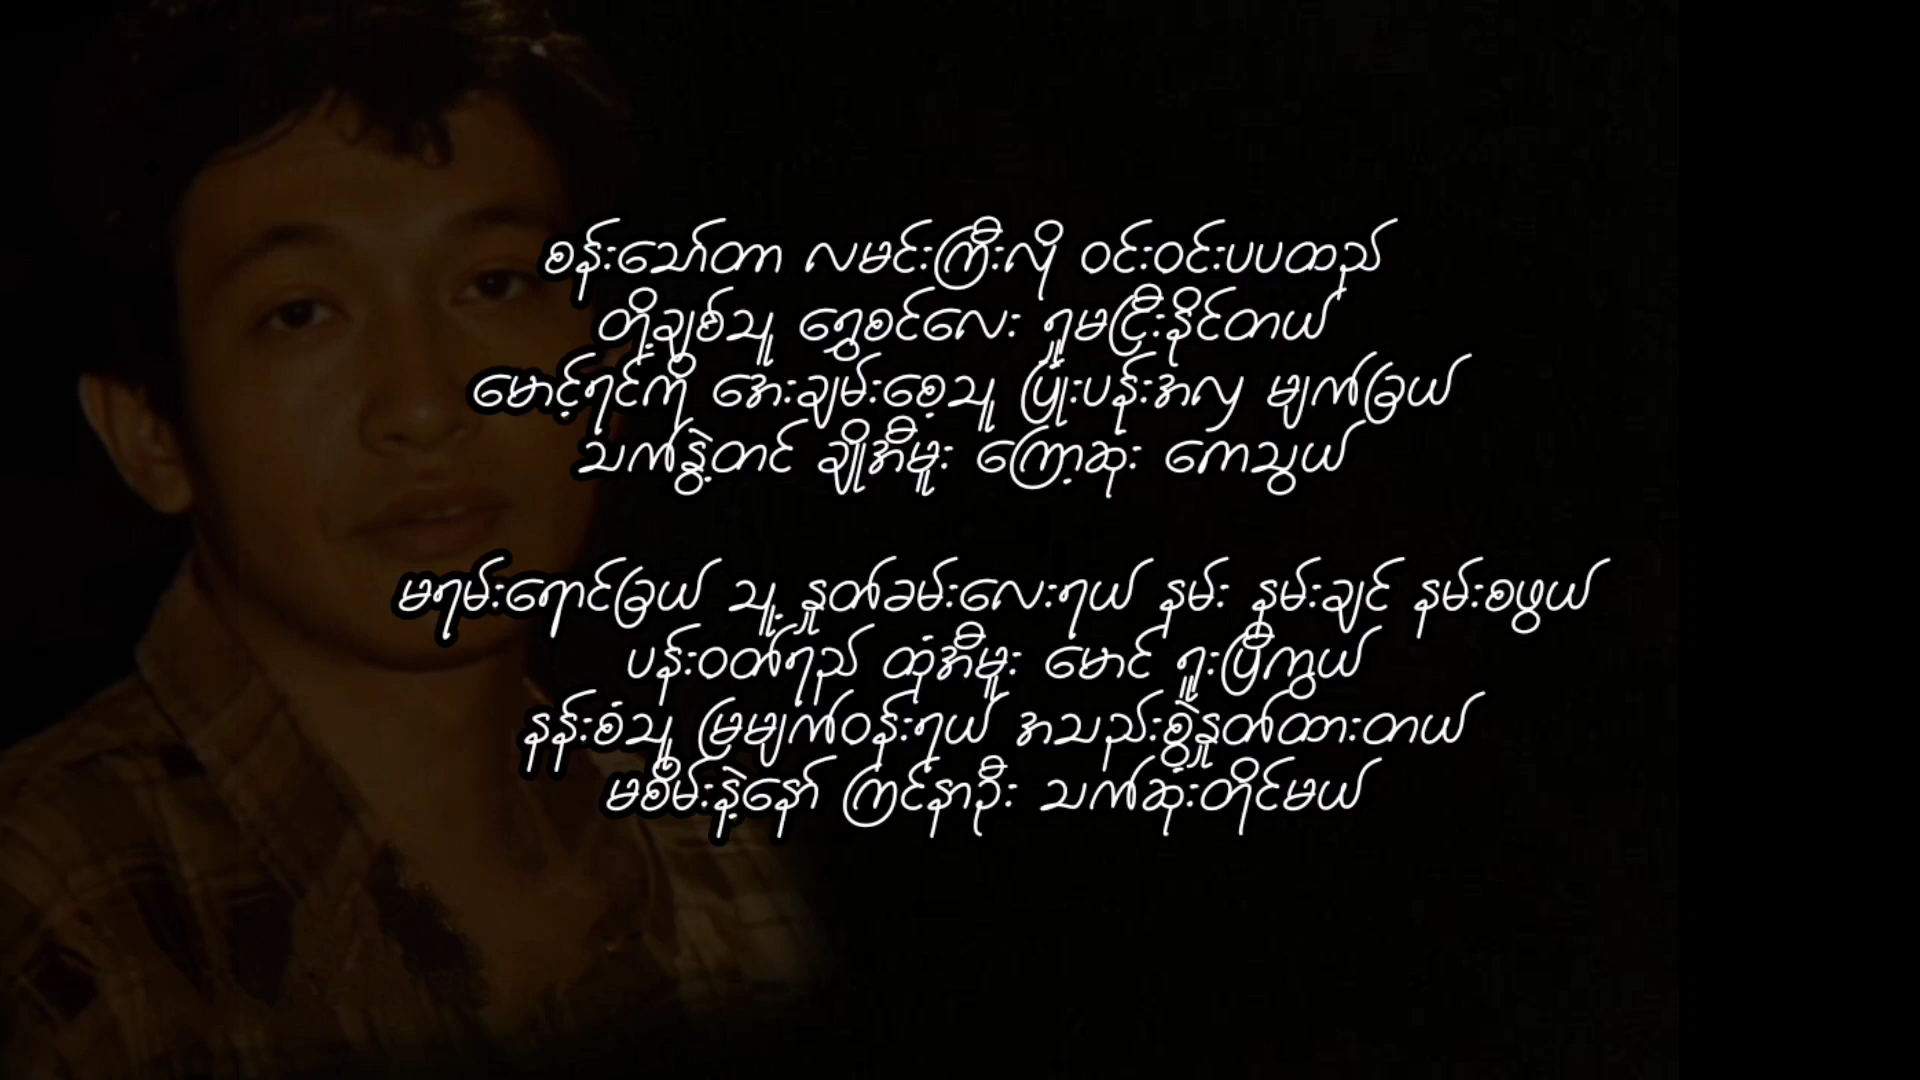 စန်းသော်တာ လမင်းကြီးလို ဝင်းဝင်းပပထည်
တို့ချစ်သူ ရွှေစင်လေး ရှုမငြီးနိုင်တယ်
မောင့်ရင်ကို အေးချမ်းစေ့သူ ပြုံးပန်းအလှ မျက်ခြယ်
သက်နွဲ့တင် ချိုအီမူး ကြော့ဆုး ကေသွယ်
မရမ်းရောင်ခြယ် သူ့ နှုတ်ခမ်းလေးရယ် နမ်း နမ်းချင် နမ်းစဖွယ်
ပန်းဝတ်ရည် ထုံအီမူး မောင် ရူးပြီကွယ်
နန်းစံသူ မြမျက်ဝန်းရယ် အသည်းစွဲနှုတ်ထားတယ်
မစိမ်းနဲ့နော် ကြင်နာဦး သက်ဆုံးတိုင်မယ်